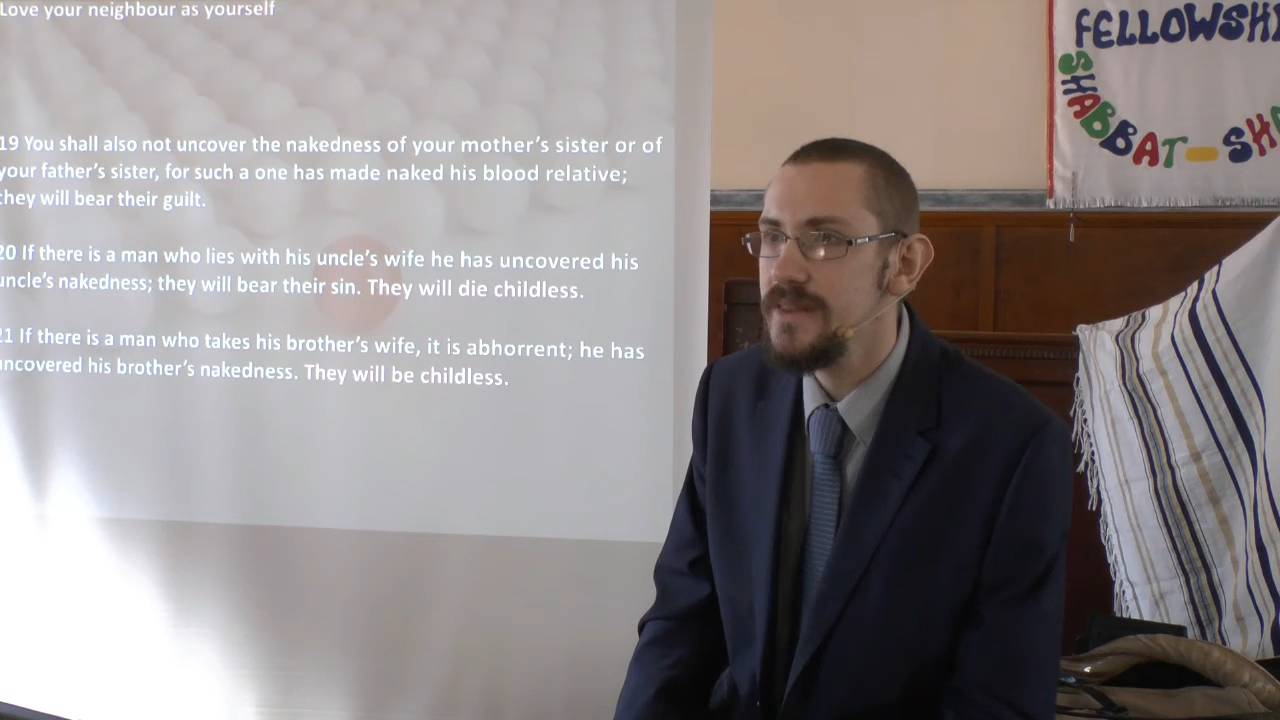 Love your neighbour as yourself
19 You shall also not uncover the nakedness of your mother's sister or of
your father's sister, for such a one has made naked his blood relative;
they will bear their guilt.
20 If there is a man who lies with his uncle's wife he has uncovered his
uncle's nakedness; they will bear their sin. They will die childless.
21 If there is a man who takes his brother's wife, it is abhorrent; he has
uncovered his brother's nakedness. They will be childless.
FELLOWSHI
SHABBAT-SH